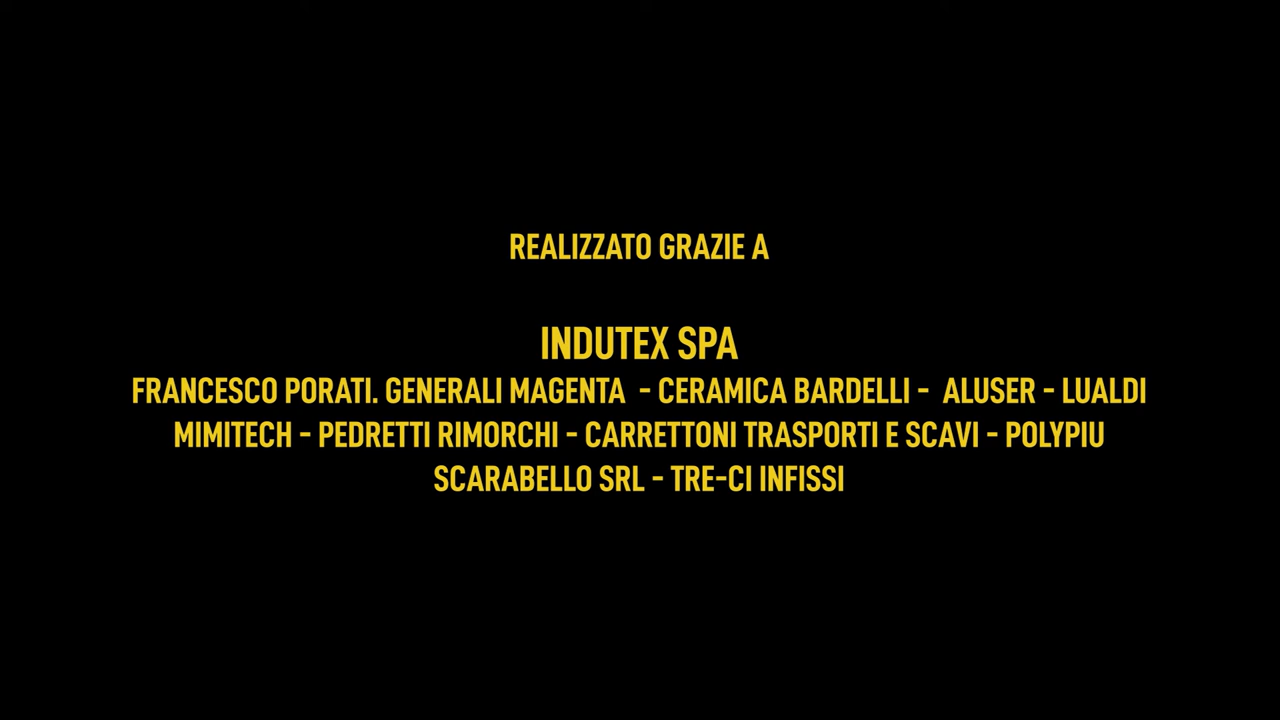 REALIZZATO GRAZIE A
INDUTEX SPA
FRANCESCO PORATI. GENERALI MAGENTA - CERAMICA BARDELLI - ALUSER - LUALDI
MIMITECH - PEDRETTI RIMORCHI - CARRETTONI TRASPORTI E SCAVI - POLYPIU
SCARABELLO SRL - TRE-CI INFISSI